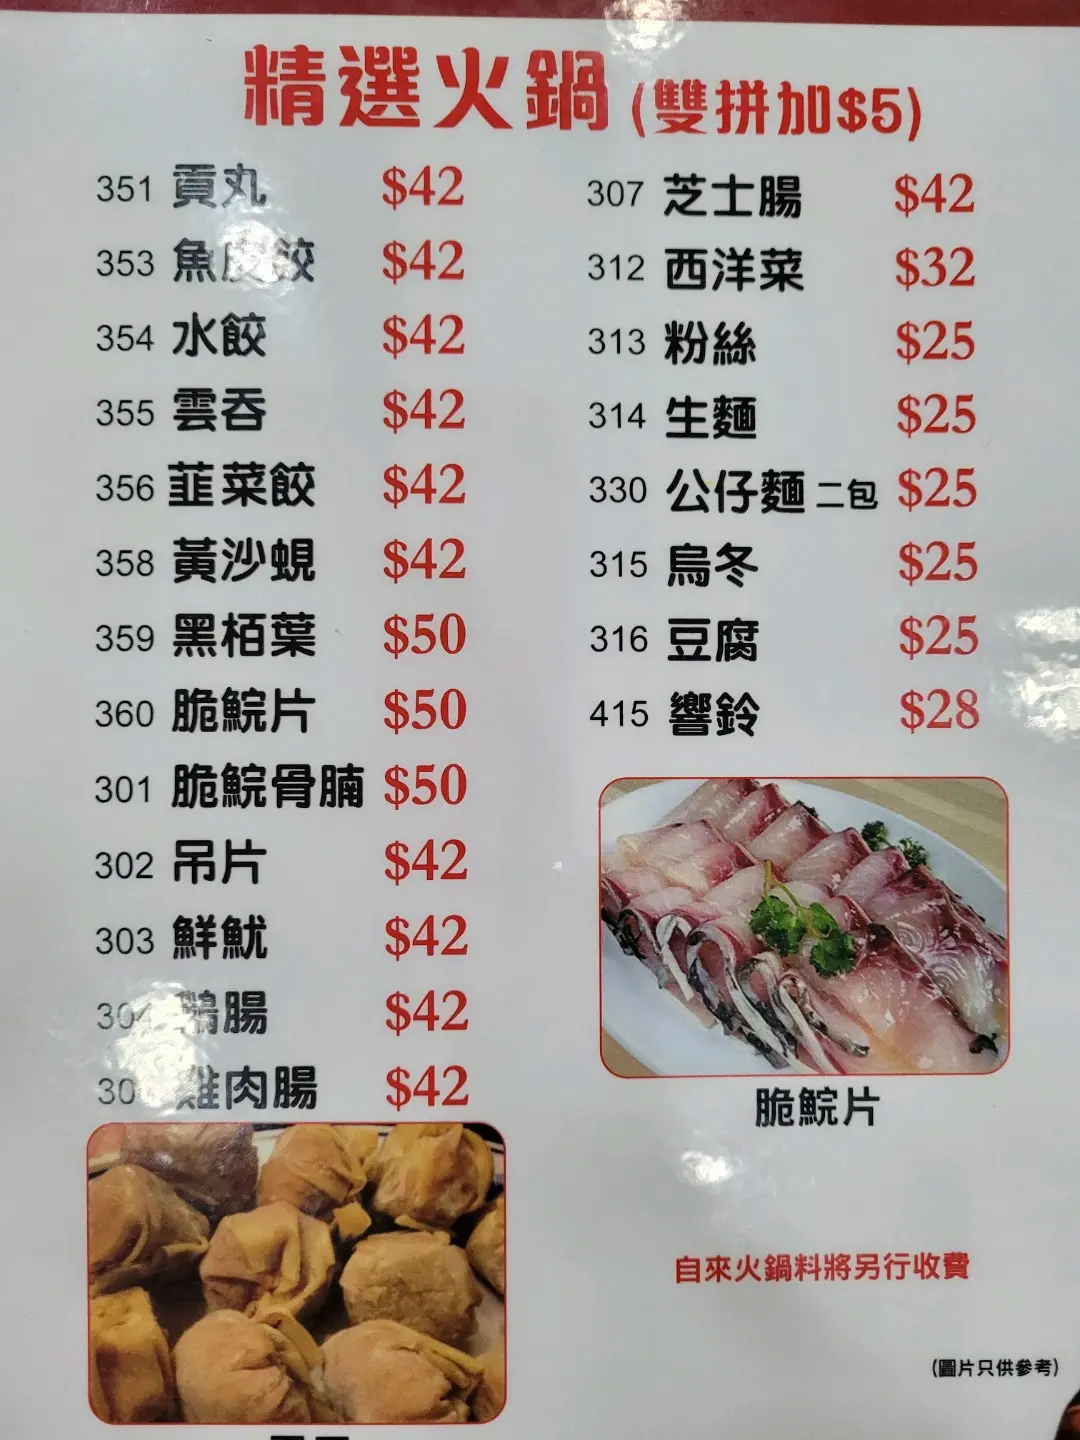 精選火鍋 (雙拼加$5)
351 貢丸 $42
353 魚皮餃 $42
354 水餃 $42
355 雲吞 $42
356 韮菜餃 $42
358 黃沙蜆 $42
359 黑栢葉 $50
360 脆鯇片 $50
301 脆鯇骨腩 $50
302 吊片 $42
303 鮮魷 $42
304 鵝腸 $42
雞肉腸 $42
307 芝士腸 $42
312 西洋菜 $32
313 粉絲 $25
314 生麵 $25
330 公仔麵 二包 $25
315 烏冬 $25
316 豆腐 $25
415 響鈴 $28
脆鯇片
自來火鍋料將另行收費
(圖片只供參考)